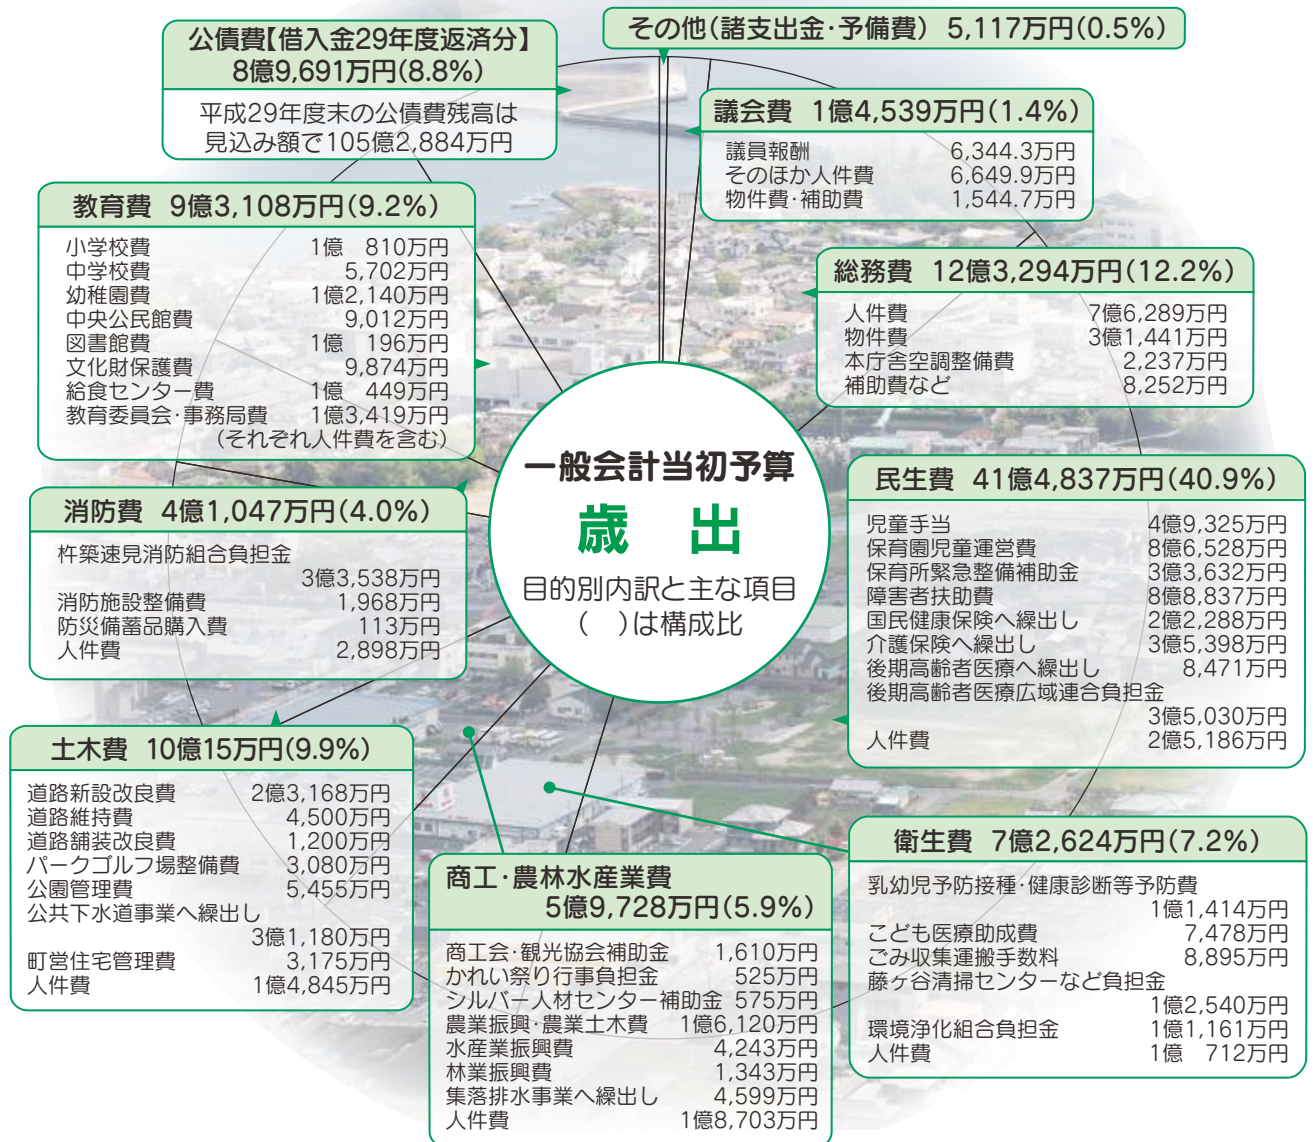 公債費【借入金29年度返済分】
8億9,691万円(8.8%)
平成29年度末の公債費残高は
見込み額で105億2,884万円
その他(諸支出金・予備費) 5,117万円(0.5%)
議会費 1億4,539万円(1.4%)
議員報酬 6,344.3万円
そのほか人件費 6,649.9万円
物件費・補助費 1,544.7万円
教育費 9億3,108万円(9.2%)
小学校費 1億 810万円
中学校費 5,702万円
幼稚園費 1億2,140万円
中央公民館費 9,012万円
図書館費 1億 196万円
文化財保護費 9,874万円
給食センター費 1億 449万円
教育委員会・事務局費 1億3,419万円
(それぞれ人件費を含む)
総務費 12億3,294万円(12.2%)
人件費 7億6,289万円
物件費 3億1,441万円
本庁舎空調整備費 2,237万円
補助費など 8,252万円
一般会計当初予算
歳 出
目的別内訳と主な項目
( )は構成比
消防費 4億1,047万円(4.0%)
杵築速見消防組合負担金
3億3,538万円
消防施設整備費 1,968万円
防災備蓄品購入費 113万円
人件費 2,898万円
民生費 41億4,837万円(40.9%)
児童手当 4億9,325万円
保育園児童運営費 8億6,528万円
保育所緊急整備補助金 3億3,632万円
障害者扶助費 8億8,837万円
国民健康保険へ繰出し 2億2,288万円
介護保険へ繰出し 3億5,398万円
後期高齢者医療へ繰出し 8,471万円
後期高齢者医療広域連合負担金
3億5,030万円
人件費 2億5,186万円
土木費 10億15万円(9.9%)
道路新設改良費 2億3,168万円
道路維持費 4,500万円
道路舗装改良費 1,200万円
パークゴルフ場整備費 3,080万円
公園管理費 5,455万円
公共下水道事業へ繰出し
3億1,180万円
町営住宅管理費 3,175万円
人件費 1億4,845万円
商工・農林水産業費
5億9,728万円(5.9%)
商工会・観光協会補助金 1,610万円
かれい祭り行事負担金 525万円
シルバー人材センター補助金 575万円
農業振興・農業土木費 1億6,120万円
水産業振興費 4,243万円
林業振興費 1,343万円
集落排水事業へ繰出し 4,599万円
人件費 1億8,703万円
衛生費 7億2,624万円(7.2%)
乳幼児予防接種・健康診断等予防費
1億1,414万円
こども医療助成費 7,478万円
ごみ収集運搬手数料 8,895万円
藤ヶ谷清掃センターなど負担金
1億2,540万円
環境浄化組合負担金 1億1,161万円
人件費 1億 712万円